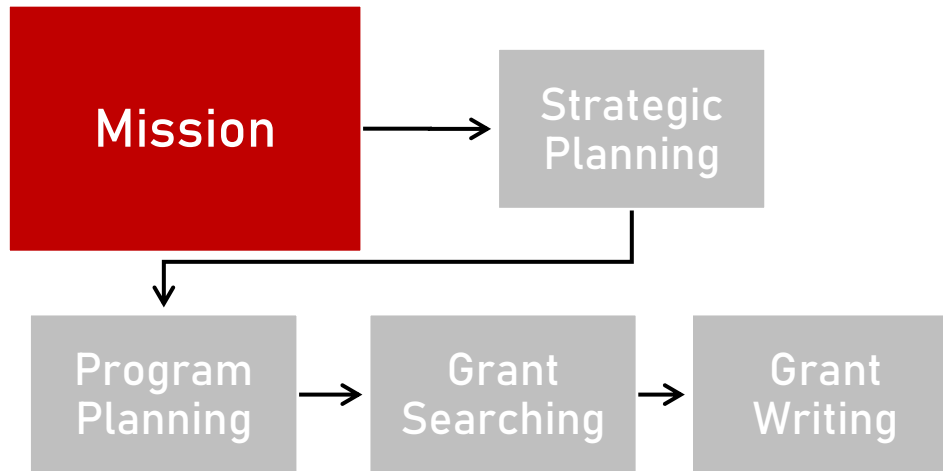 Mission
Strategic
Planning
Program
Planning
Grant
Searching
Grant
Writing